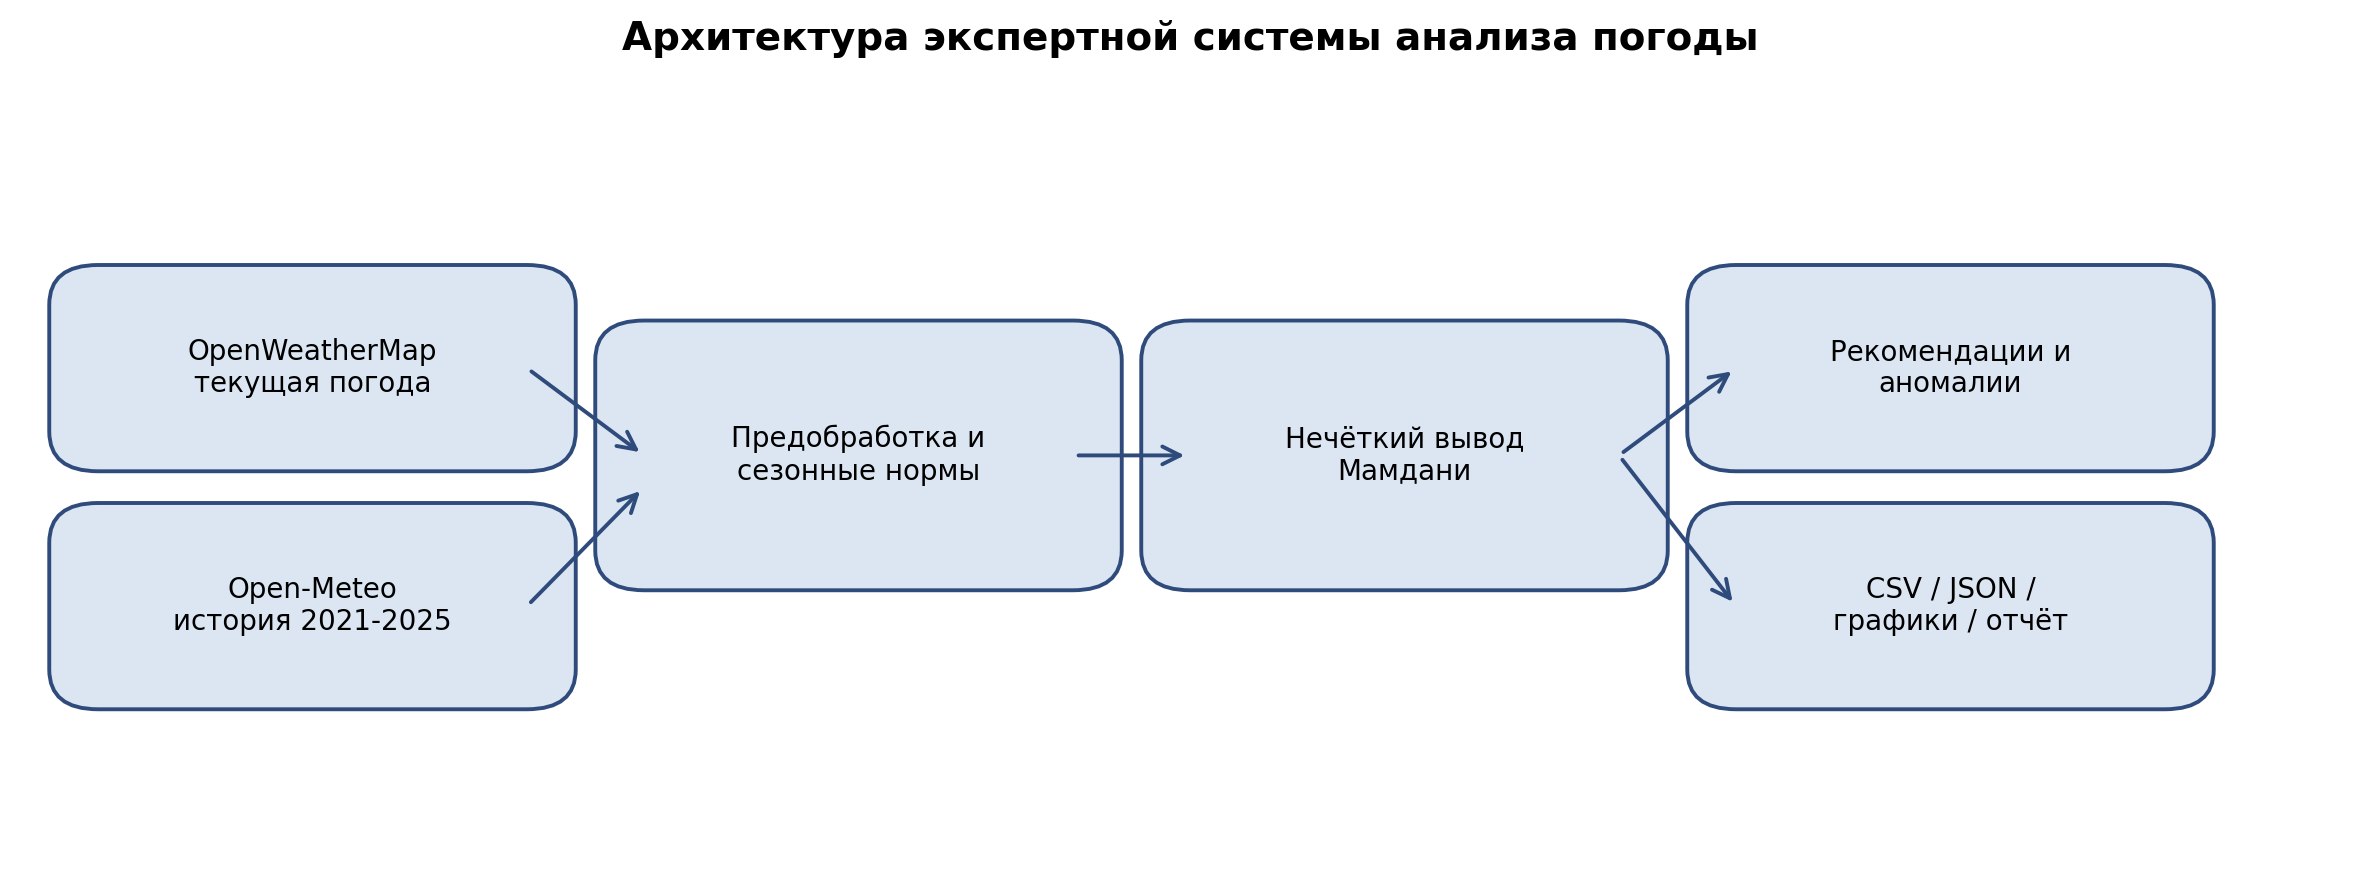 Архитектура экспертной системы анализа погоды
OpenWeatherMap
текущая погода
Open-Meteo
история 2021-2025
Предобработка и
сезонные нормы
Нечёткий вывод
Мамдани
Рекомендации и
аномалии
CSV / JSON /
графики / отчёт